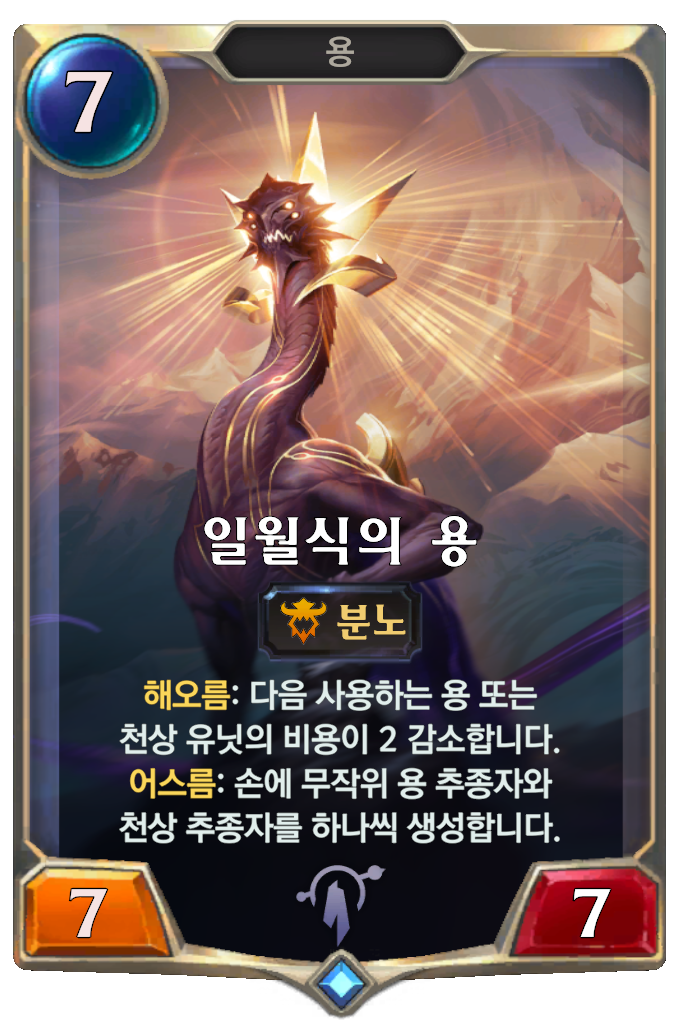 용
7
일월식의 용
분노
해오름: 다음 사용하는 용 또는
천상 유닛의 비용이 2 감소합니다.
어스름: 손에 무작위 용 추종자와
천상 추종자를 하나씩 생성합니다.
7
7